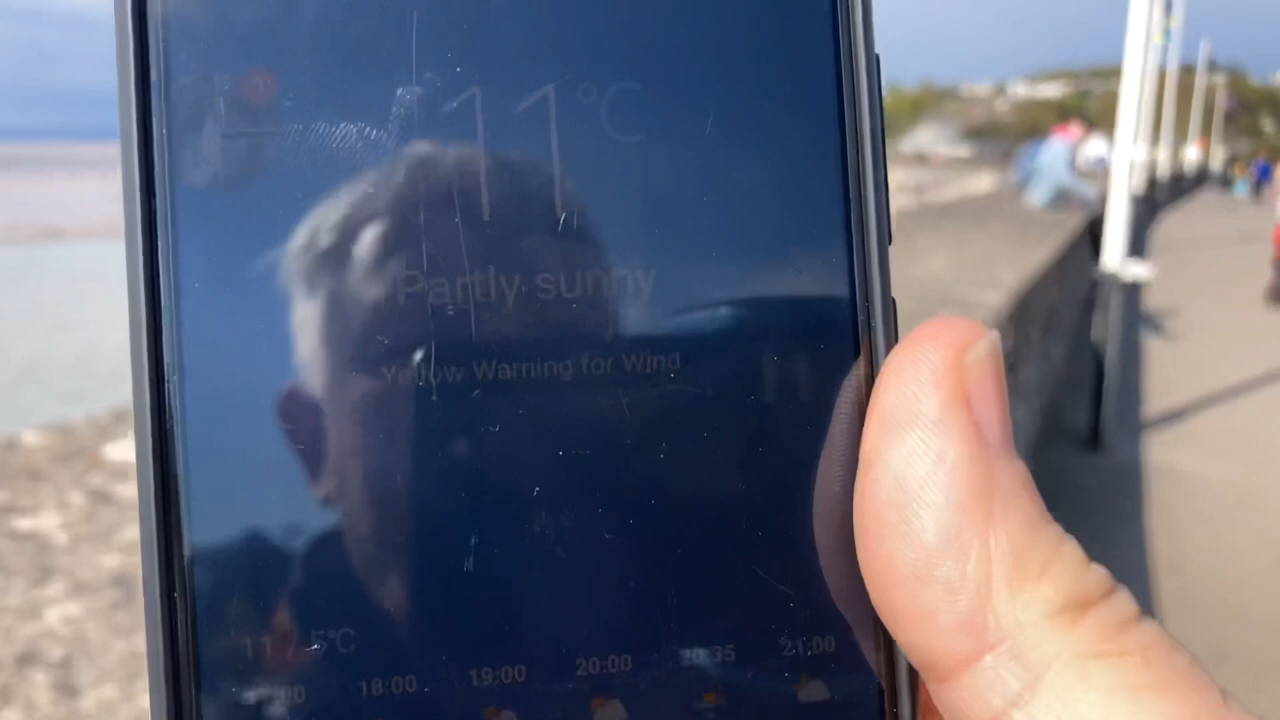 11°C
Partly sunny
Yellow Warning for Wind
11 / 5°C
18:00 19:00 20:00 20:35 21:00